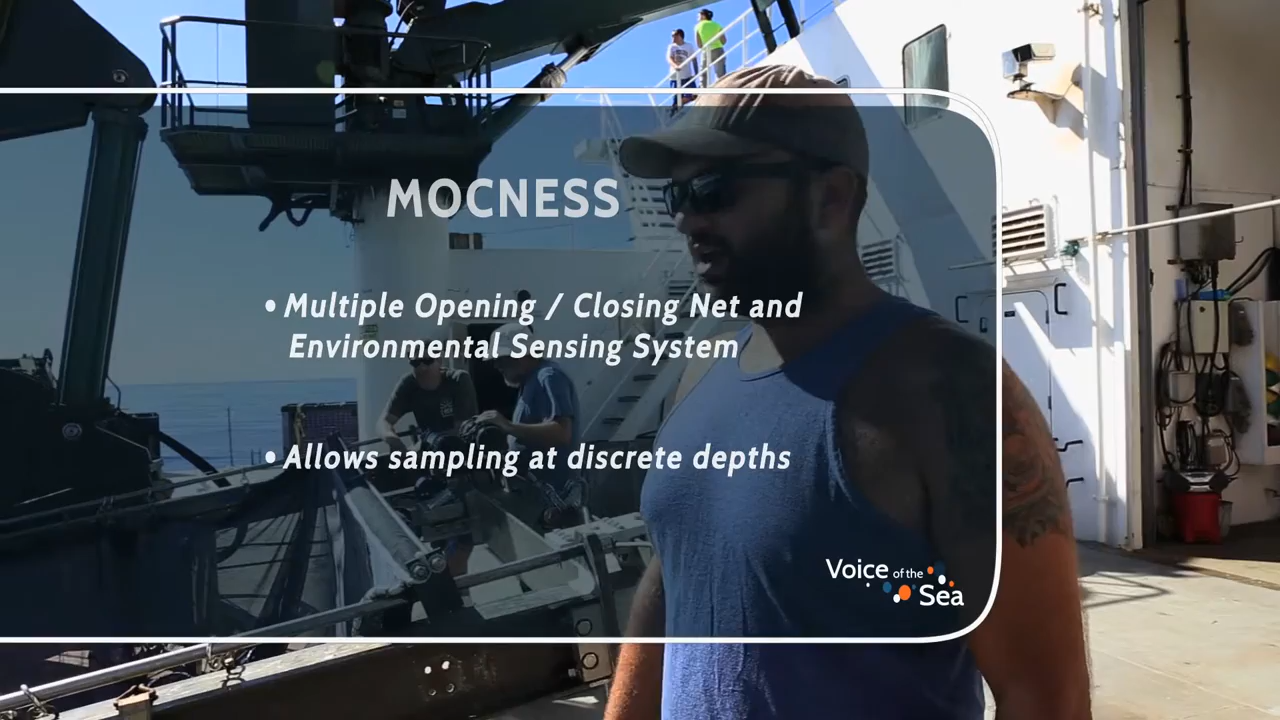 MOCNESS
• Multiple Opening / Closing Net and
Environmental Sensing System
• Allows sampling at discrete depths
Voice of the
Sea